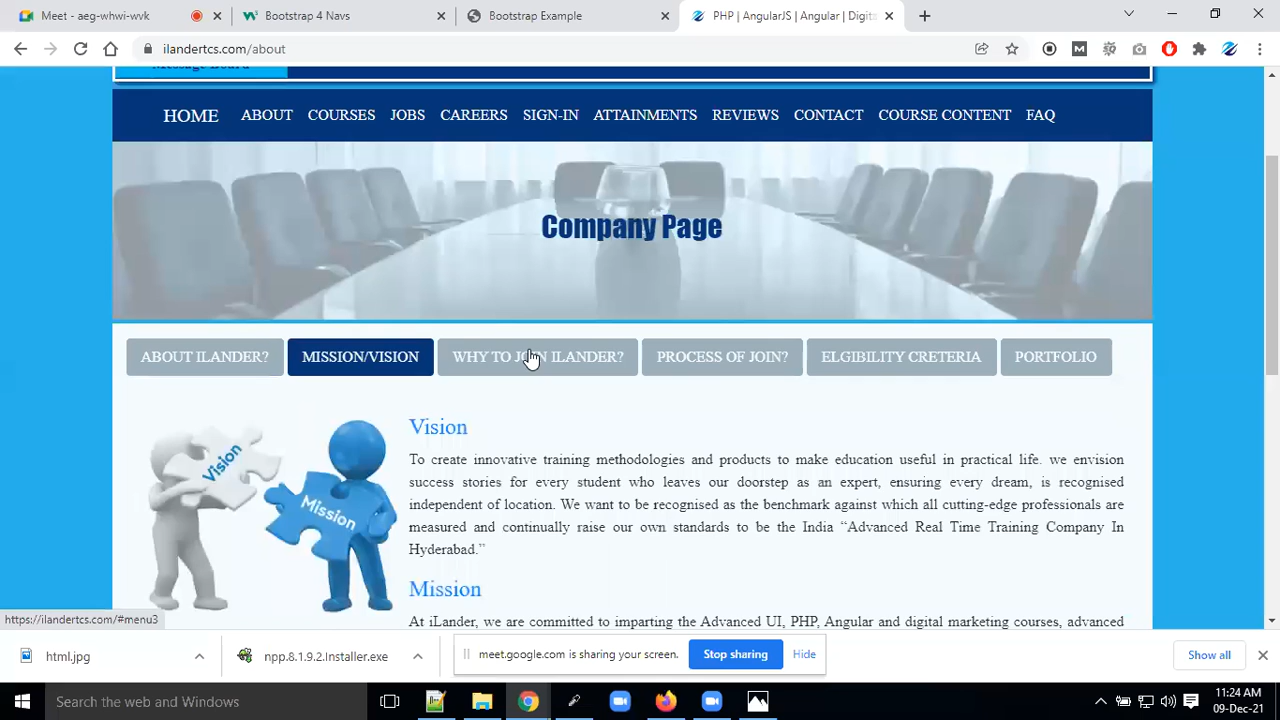 Meet - aeg-whwi-wvk
Bootstrap 4 Navs
Bootstrap Example
PHP | AngularJS | Angular | Digit
ilandertcs.com/about
Message Board
HOME ABOUT COURSES JOBS CAREERS SIGN-IN ATTAINMENTS REVIEWS CONTACT COURSE CONTENT FAQ
Company Page
ABOUT ILANDER? MISSION/VISION WHY TO JOIN ILANDER? PROCESS OF JOIN? ELGIBILITY CRETERIA PORTFOLIO
Vision
Mission
Vision
To create innovative training methodologies and products to make education useful in practical life. we envision
success stories for every student who leaves our doorstep as an expert, ensuring every dream, is recognised
independent of location. We want to be recognised as the benchmark against which all cutting-edge professionals are
measured and continually raise our own standards to be the India “Advanced Real Time Training Company In
Hyderabad.”
Mission
At iLander, we are committed to imparting the Advanced UI, PHP, Angular and digital marketing courses, advanced
https://ilandertcs.com/#menu3
html.jpg
npp.8.1.9.2.Installer.exe
meet.google.com is sharing your screen.
Stop sharing
Hide
Show all
Search the web and Windows
11:24 AM
09-Dec-21